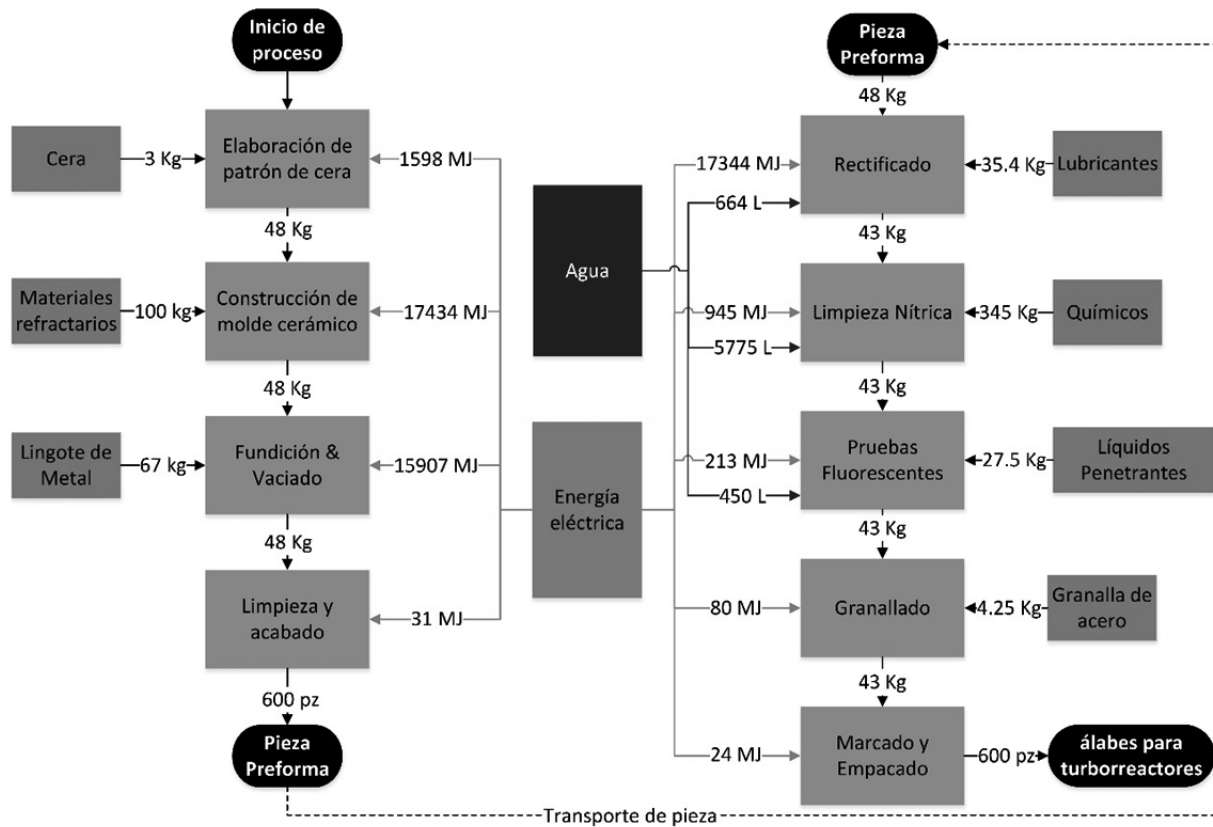 Inicio de
proceso
Cera
3 Kg
Elaboración de
patrón de cera
1598 MJ
48 Kg
Materiales
refractarios
100 kg
Construcción de
molde cerámico
17434 MJ
48 Kg
Lingote de
Metal
67 kg
Fundición &
Vaciado
15907 MJ
48 Kg
Limpieza y
acabado
31 MJ
600 pz
Pieza
Preforma
Agua
Energía
eléctrica
Pieza
Preforma
48 Kg
17344 MJ
664 L
Rectificado
35.4 Kg
Lubricantes
43 Kg
945 MJ
5775 L
Limpieza Nítrica
345 Kg
Químicos
43 Kg
213 MJ
450 L
Pruebas
Fluorescentes
27.5 Kg
Líquidos
Penetrantes
43 Kg
80 MJ
Granallado
4.25 Kg
Granalla de
acero
43 Kg
24 MJ
Marcado y
Empacado
600 pz
álabes para
turborreactores
Transporte de pieza